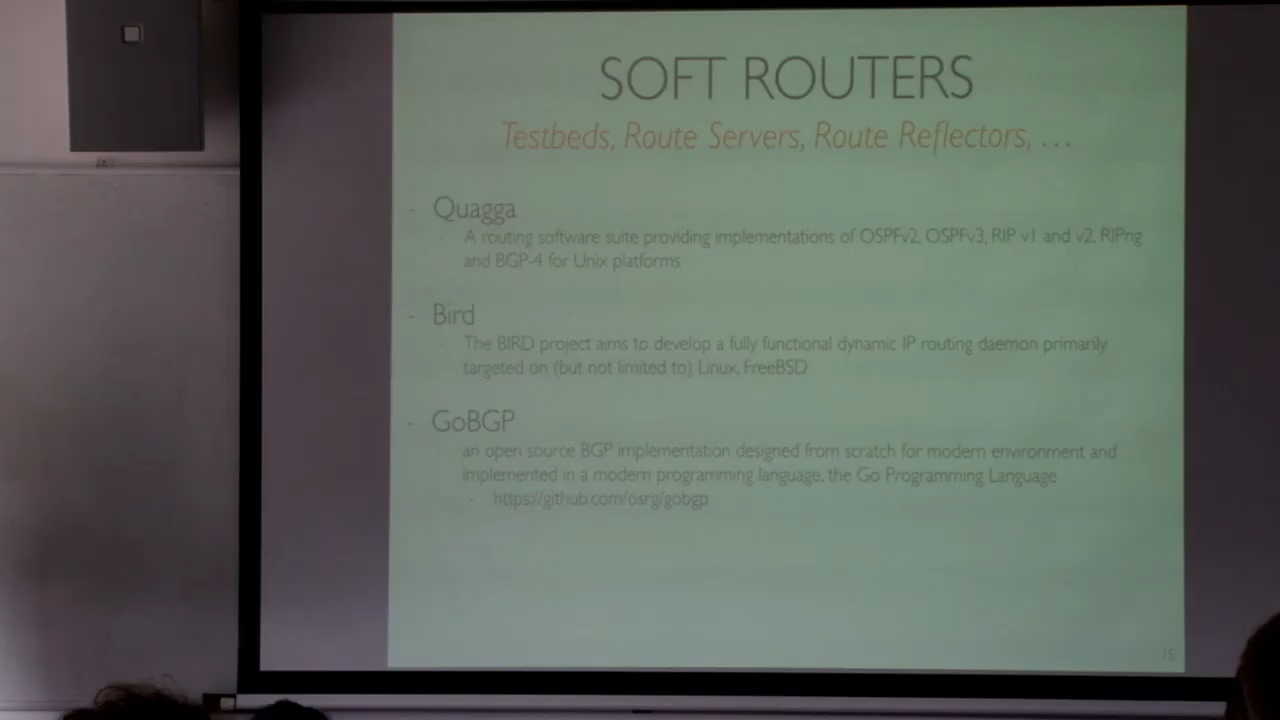 SOFT ROUTERS
Testbeds, Route Servers, Route Reflectors, ...
- Quagga
- A routing software suite providing implementations of OSPFv2, OSPFv3, RIP v1 and v2, RIPng
and BGP-4 for Unix platforms
- Bird
- The BIRD project aims to develop a fully functional dynamic IP routing daemon primarily
targeted on (but not limited to) Linux, FreeBSD
- GoBGP
- an open source BGP implementation designed from scratch for modern environment and
implemented in a modern programming language, the Go Programming Language
- https://github.com/osrg/gobgp
15